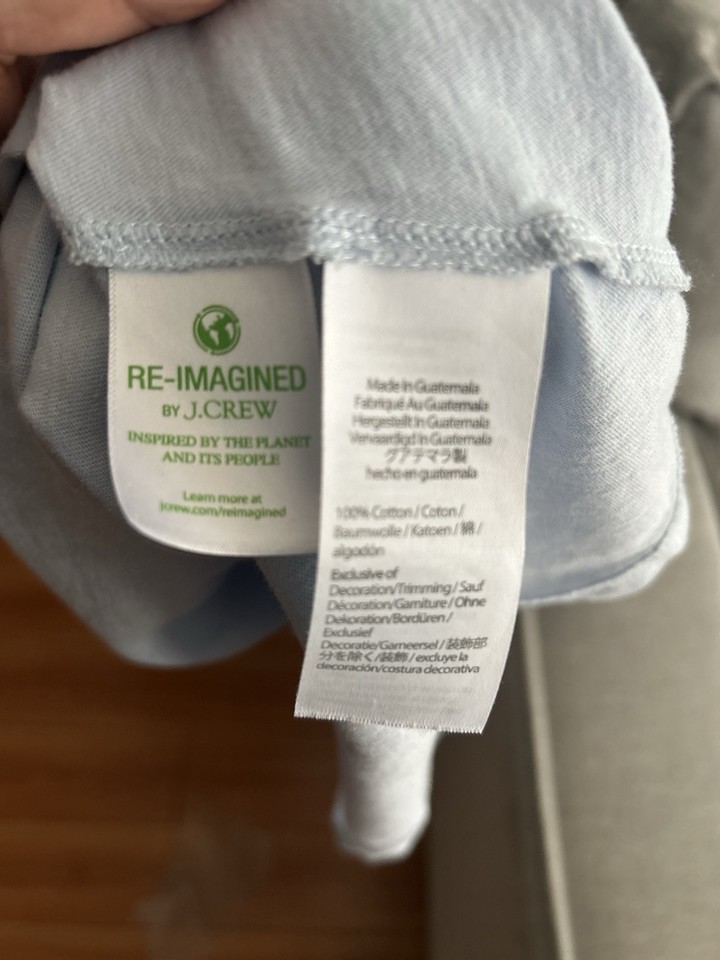 RE-IMAGINED
BY J.CREW
INSPIRED BY THE PLANET
AND ITS PEOPLE
Learn more at
jcrew.com/reimagined
Made In Guatemala
Fabriqué Au Guatemala
Hergestellt In Guatemala
Vervaardigd In Guatemala
グアテマラ製
hecho en guatemala
100% Cotton / Coton /
Baumwolle / Katoen / 綿 /
algodón
Exclusive of
Decoration/Trimming / Sauf
Décoration/Garniture / Ohne
Dekoration/Bordüren /
Exclusief
Decoratie/Garneersel / 装飾部
分を除く/装飾 / excluye la
decoración/costura decorativa